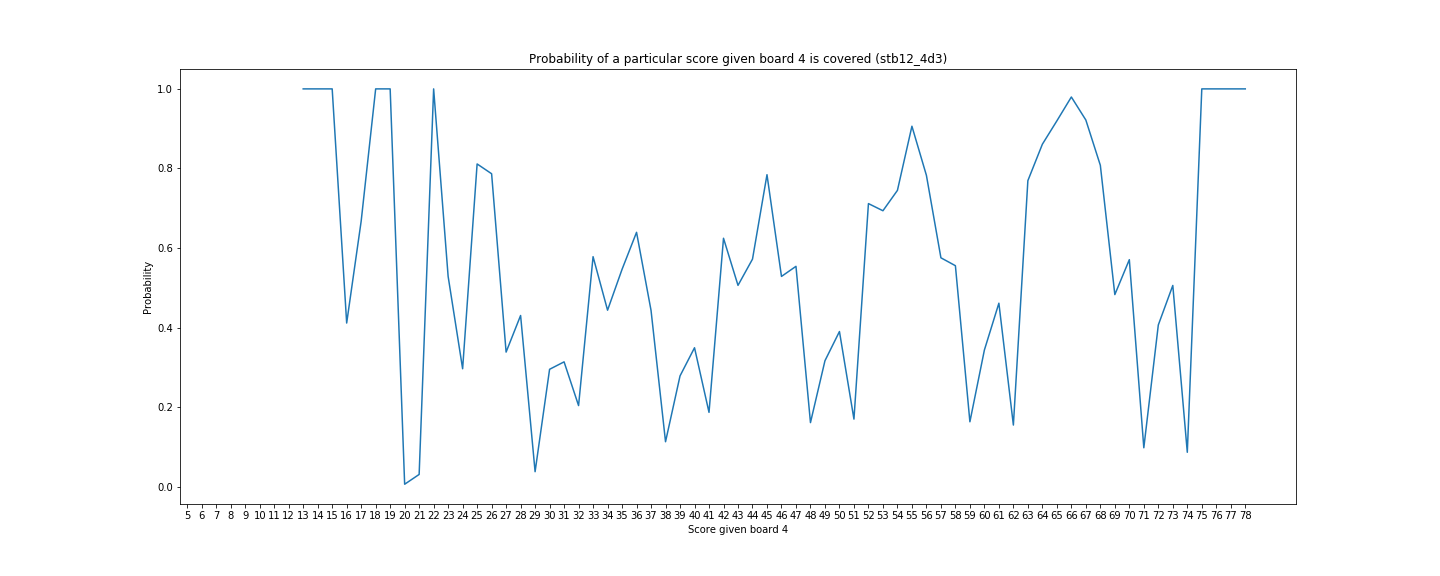 Probability of a particular score given board 4 is covered (stb12_4d3)
1.0
0.8
0.6
0.4
0.2
0.0
Probability
5 6 7 8 9 10 11 12 13 14 15 16 17 18 19 20 21 22 23 24 25 26 27 28 29 30 31 32 33 34 35 36 37 38 39 40 41 42 43 44 45 46 47 48 49 50 51 52 53 54 55 56 57 58 59 60 61 62 63 64 65 66 67 68 69 70 71 72 73 74 75 76 77 78
Score given board 4